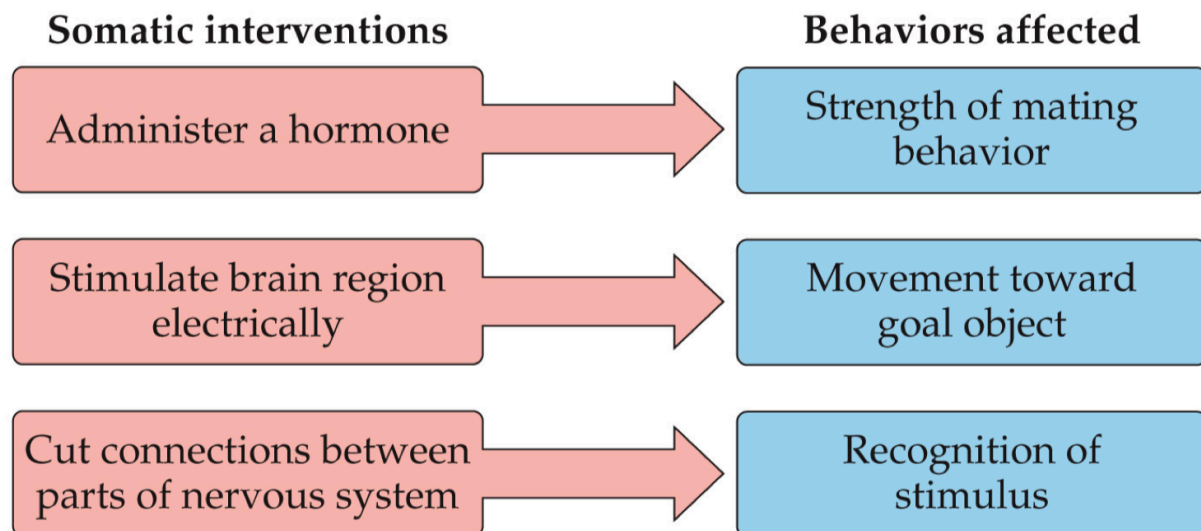 Somatic interventions
Behaviors affected
Administer a hormone
Strength of mating
behavior
Stimulate brain region
electrically
Movement toward
goal object
Cut connections between
parts of nervous system
Recognition of
stimulus